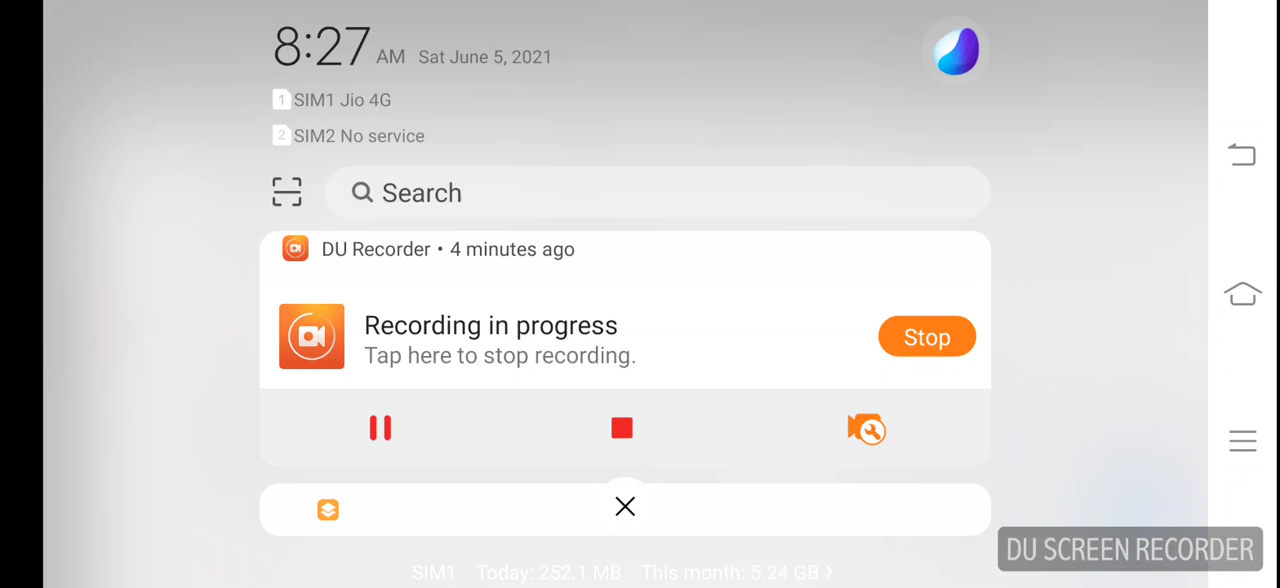 8:27 AM Sat June 5, 2021
1 SIM1 Jio 4G
2 SIM2 No service
Search
DU Recorder • 4 minutes ago
Recording in progress
Tap here to stop recording.
Stop
DU SCREEN RECORDER
SIM1 Today: 252.1 MB This month: 5.24 GB >